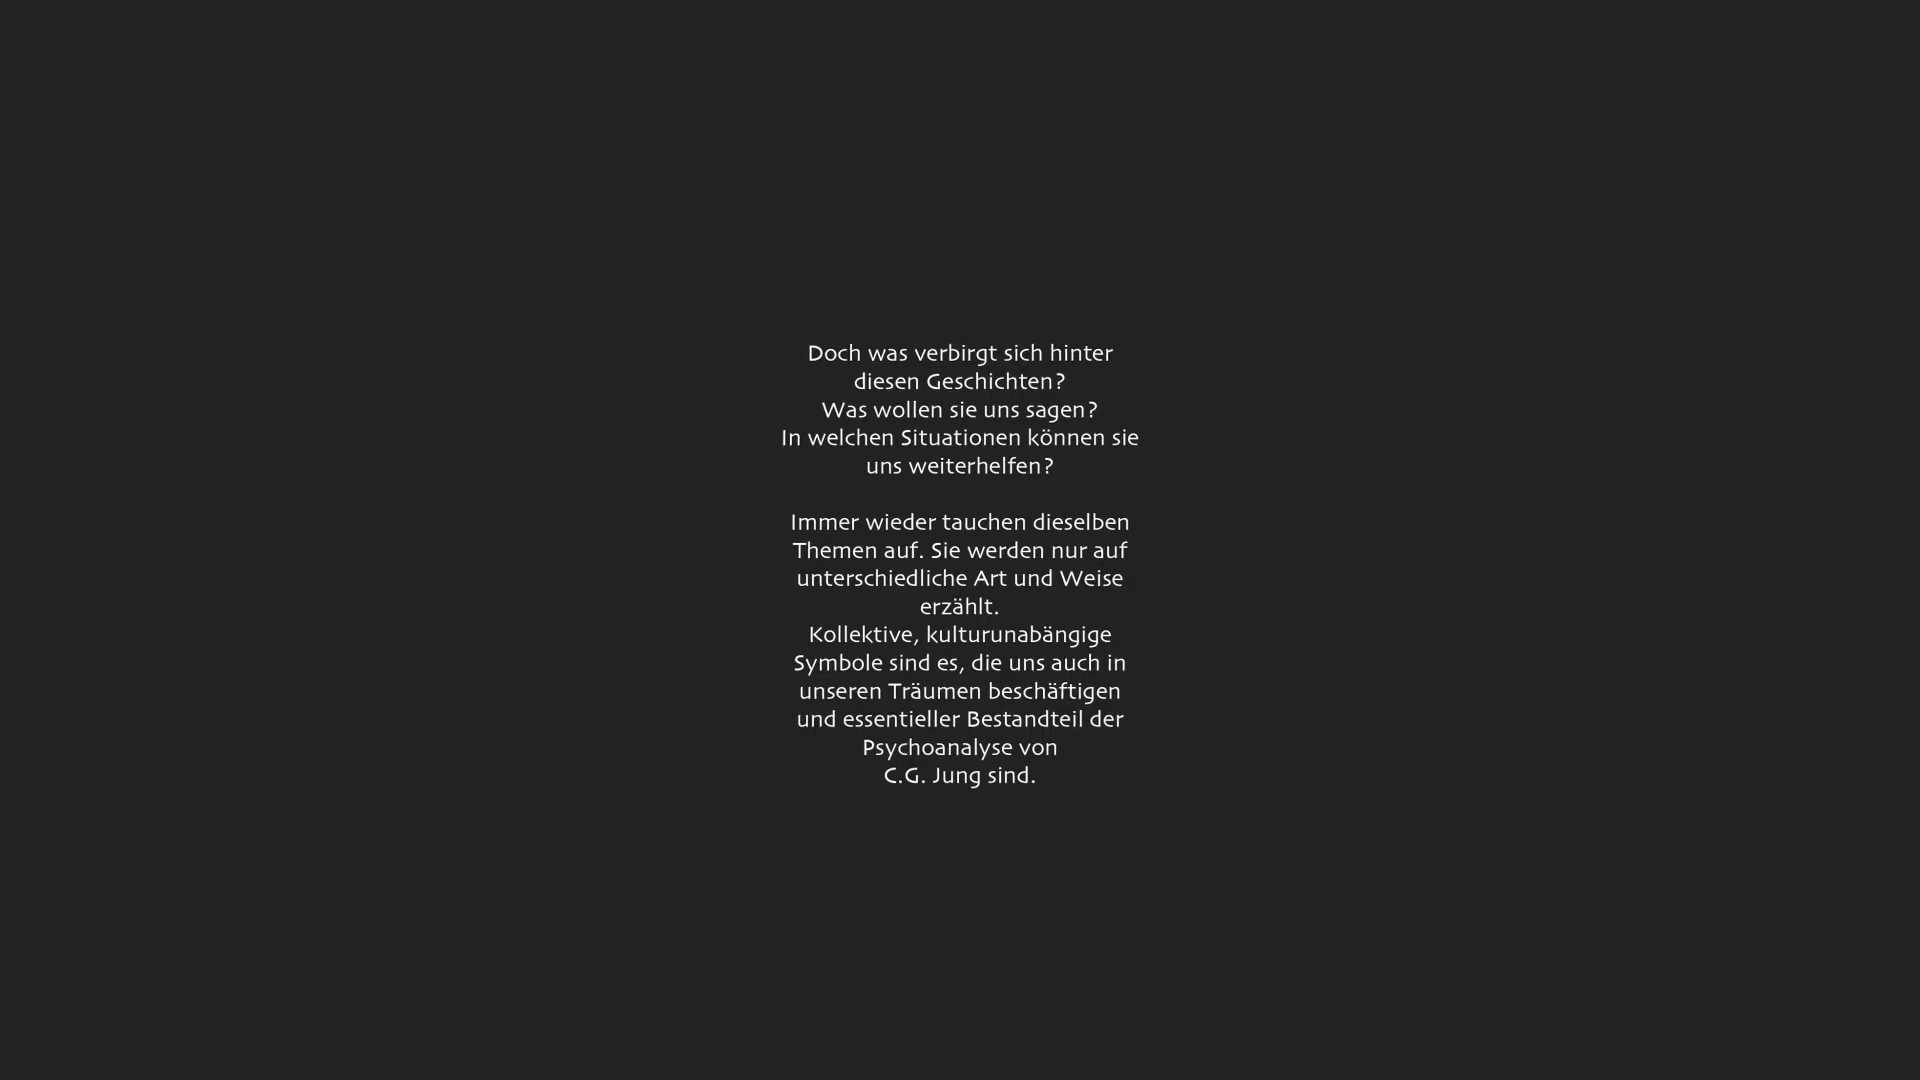 Doch was verbirgt sich hinter
diesen Geschichten?
Was wollen sie uns sagen?
In welchen Situationen können sie
uns weiterhelfen?
Immer wieder tauchen dieselben
Themen auf. Sie werden nur auf
unterschiedliche Art und Weise
erzählt.
Kollektive, kulturunabängige
Symbole sind es, die uns auch in
unseren Träumen beschäftigen
und essentieller Bestandteil der
Psychoanalyse von
C.G. Jung sind.